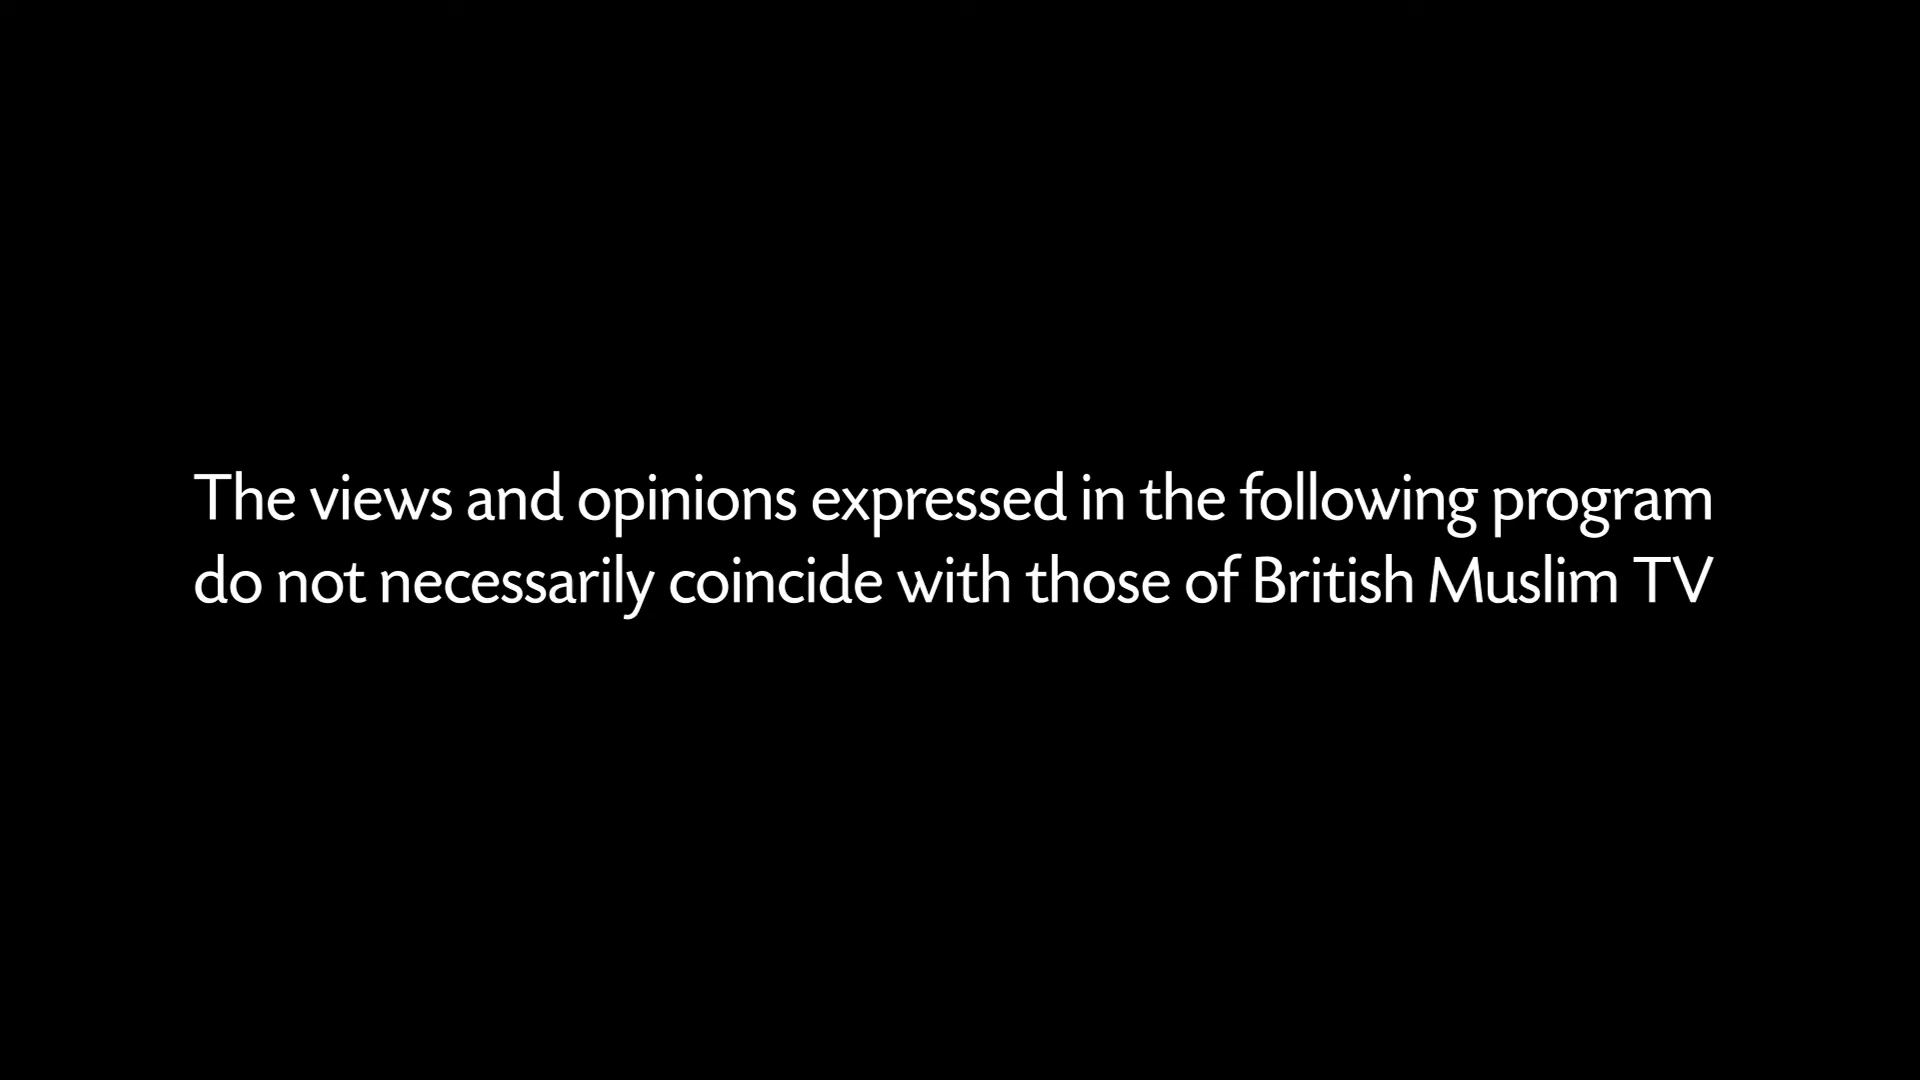 The views and opinions expressed in the following program
do not necessarily coincide with those of British Muslim TV